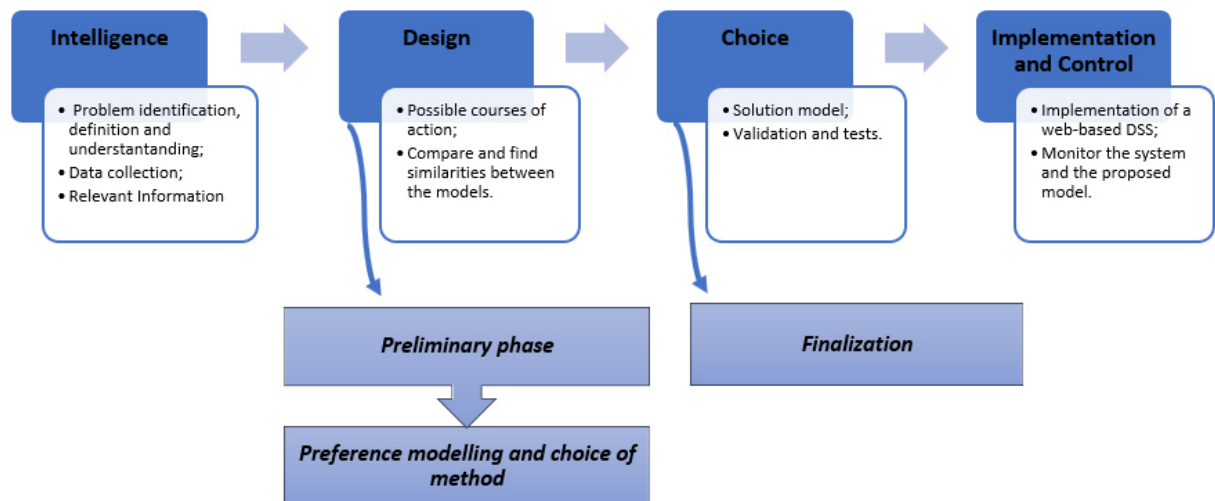 Intelligence
• Problem identification,
definition and
understantanding;
• Data collection;
• Relevant Information
Design
• Possible courses of
action;
• Compare and find
similarities between
the models.
Choice
• Solution model;
• Validation and tests.
Implementation
and Control
• Implementation of a
web-based DSS;
• Monitor the system
and the proposed
model.
Preliminary phase
Finalization
Preference modelling and choice of
method